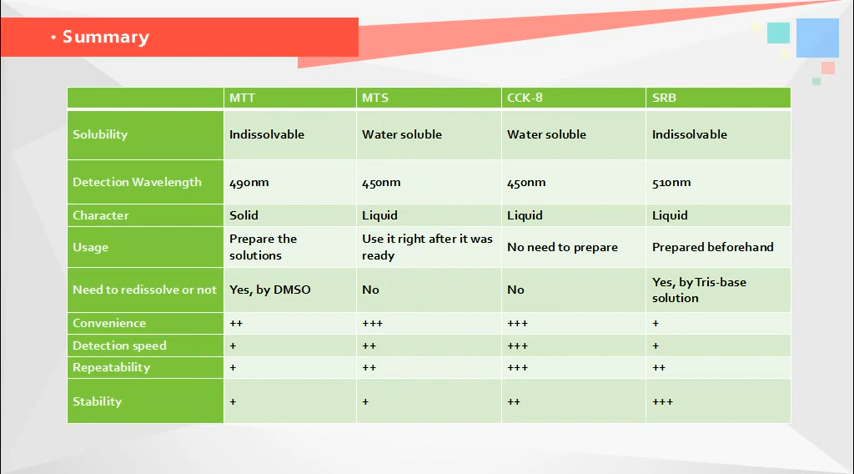 • Summary
MTT MTS CCK-8 SRB
Solubility Indissolvable Water soluble Water soluble Indissolvable
Detection Wavelength 490nm 450nm 450nm 510nm
Character Solid Liquid Liquid Liquid
Usage Prepare the solutions Use it right after it was ready No need to prepare Prepared beforehand
Need to redissolve or not Yes, by DMSO No No Yes, by Tris-base solution
Convenience ++ +++ +++ +
Detection speed + ++ +++ +
Repeatability + ++ +++ ++
Stability + + ++ +++